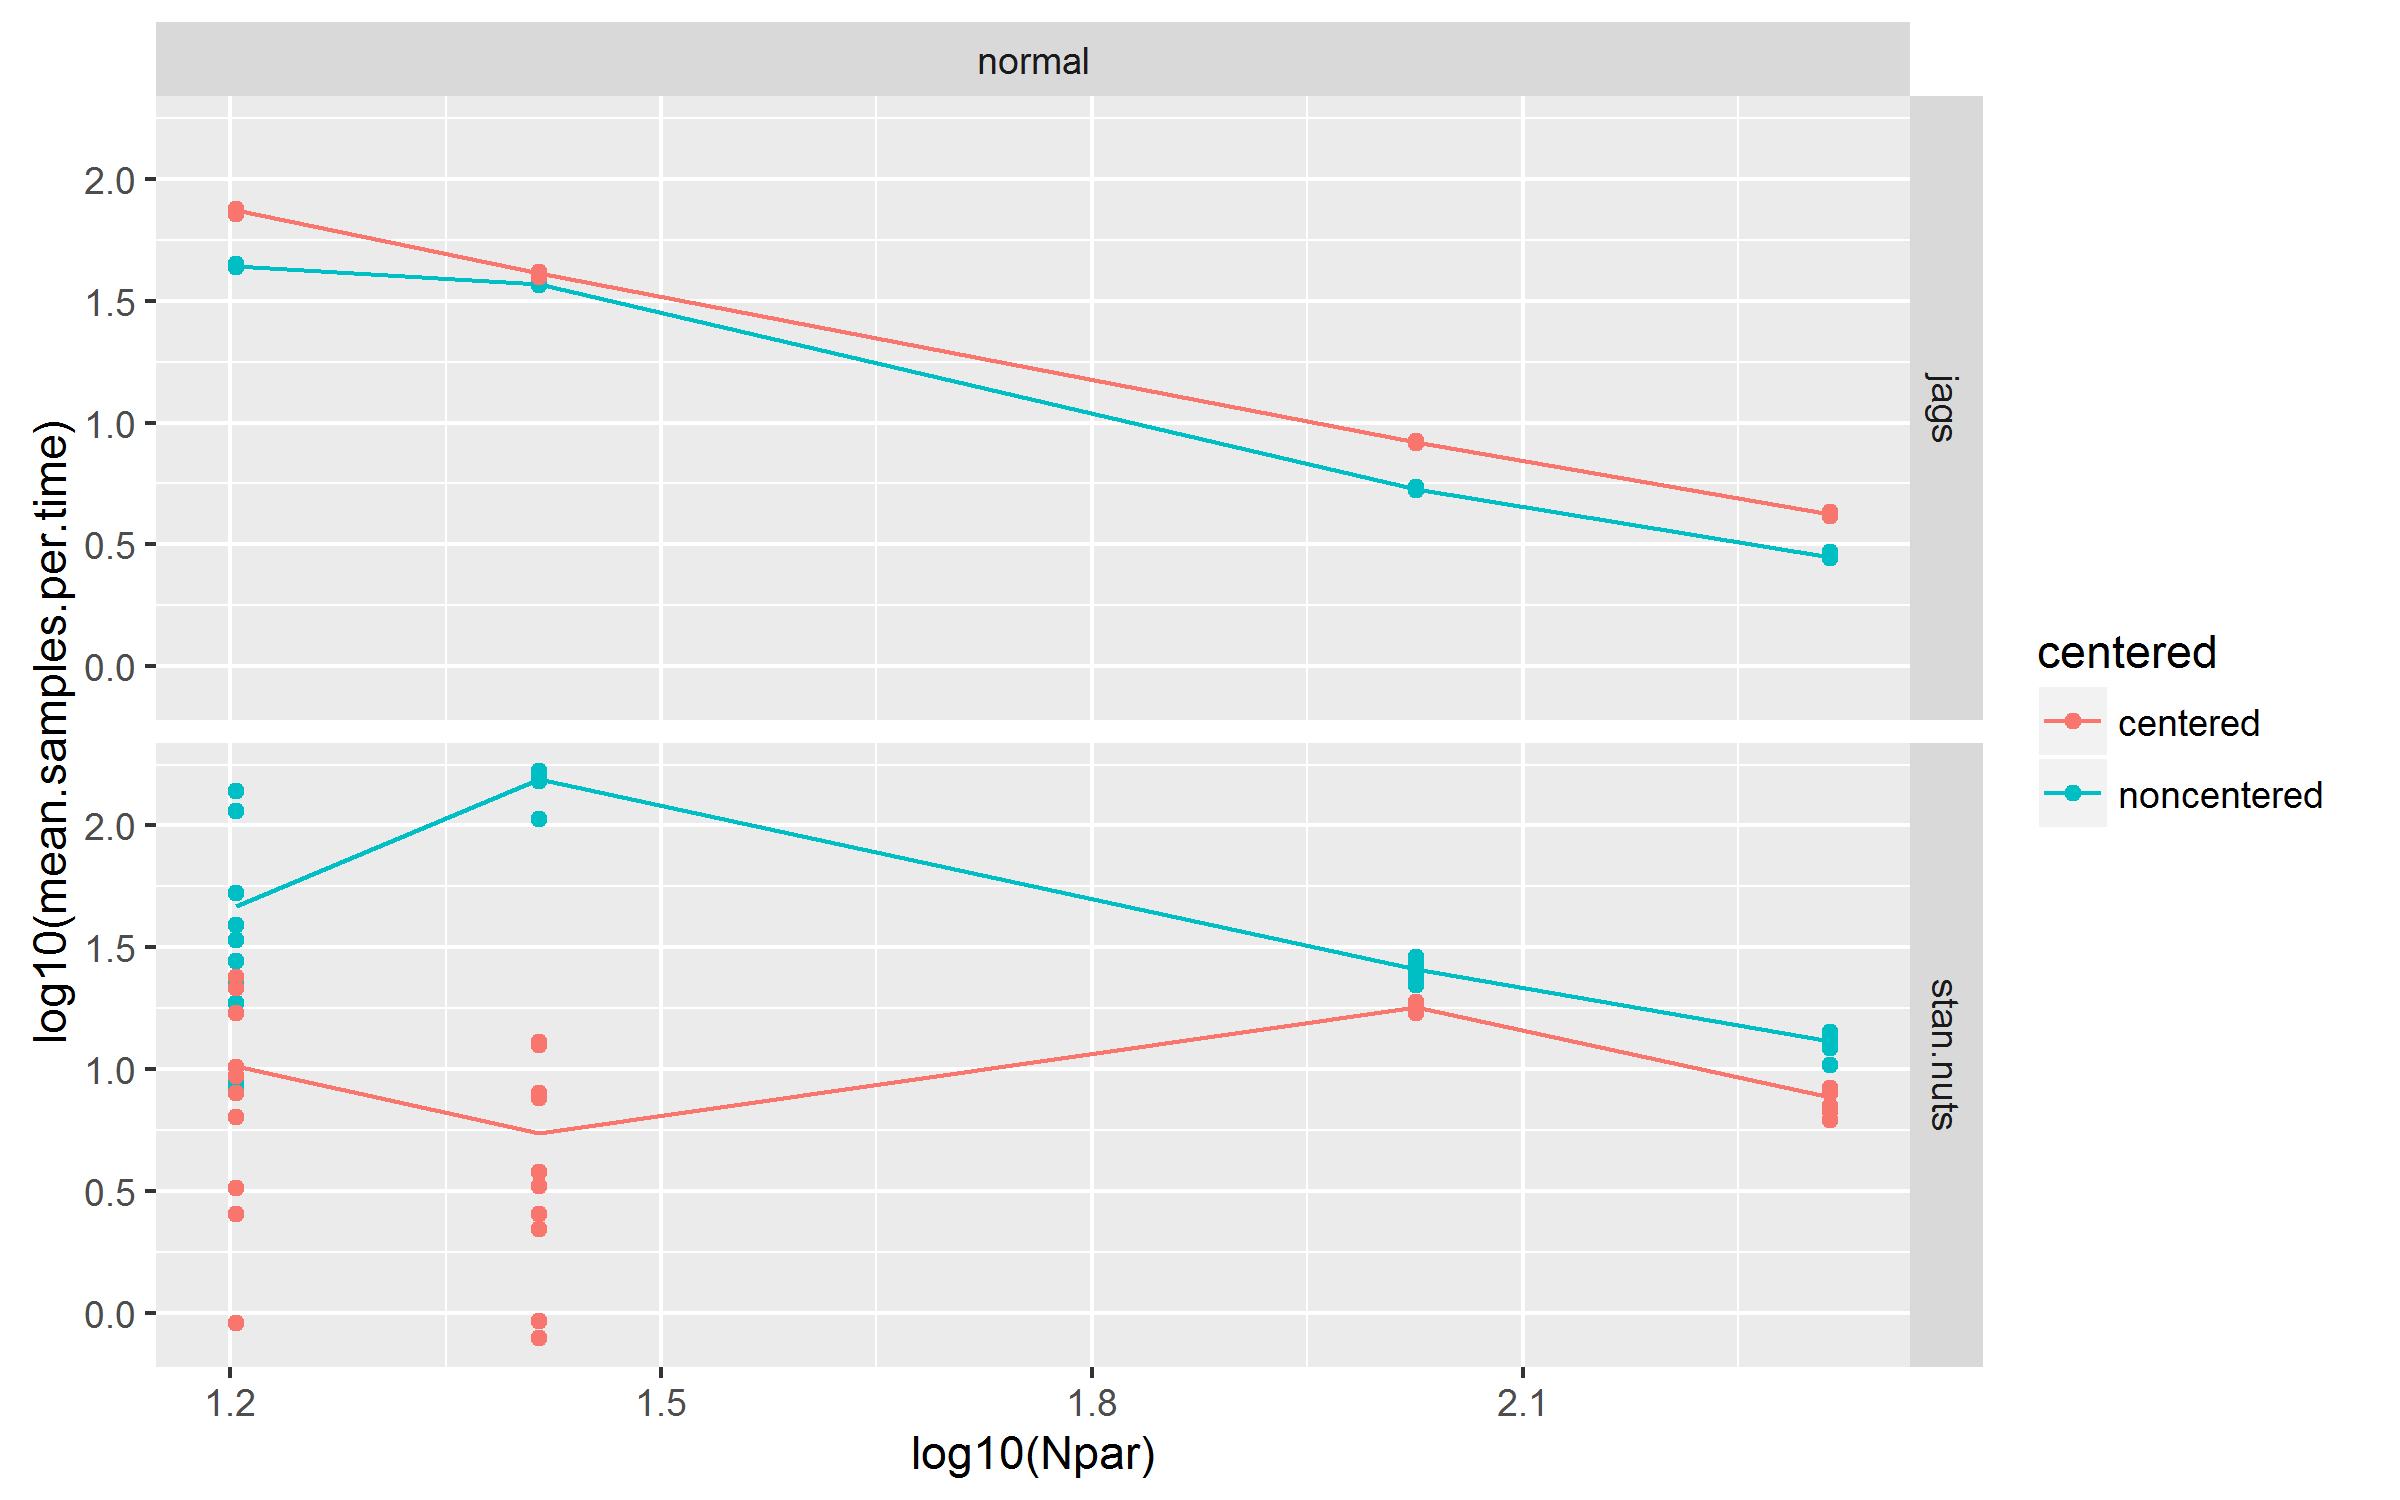 normal
2.0
1.5
1.0
0.5
0.0
jags
2.0
1.5
1.0
0.5
0.0
stan.nuts
log10(mean.samples.per.time)
1.2 1.5 1.8 2.1
log10(Npar)
centered
centered
noncentered